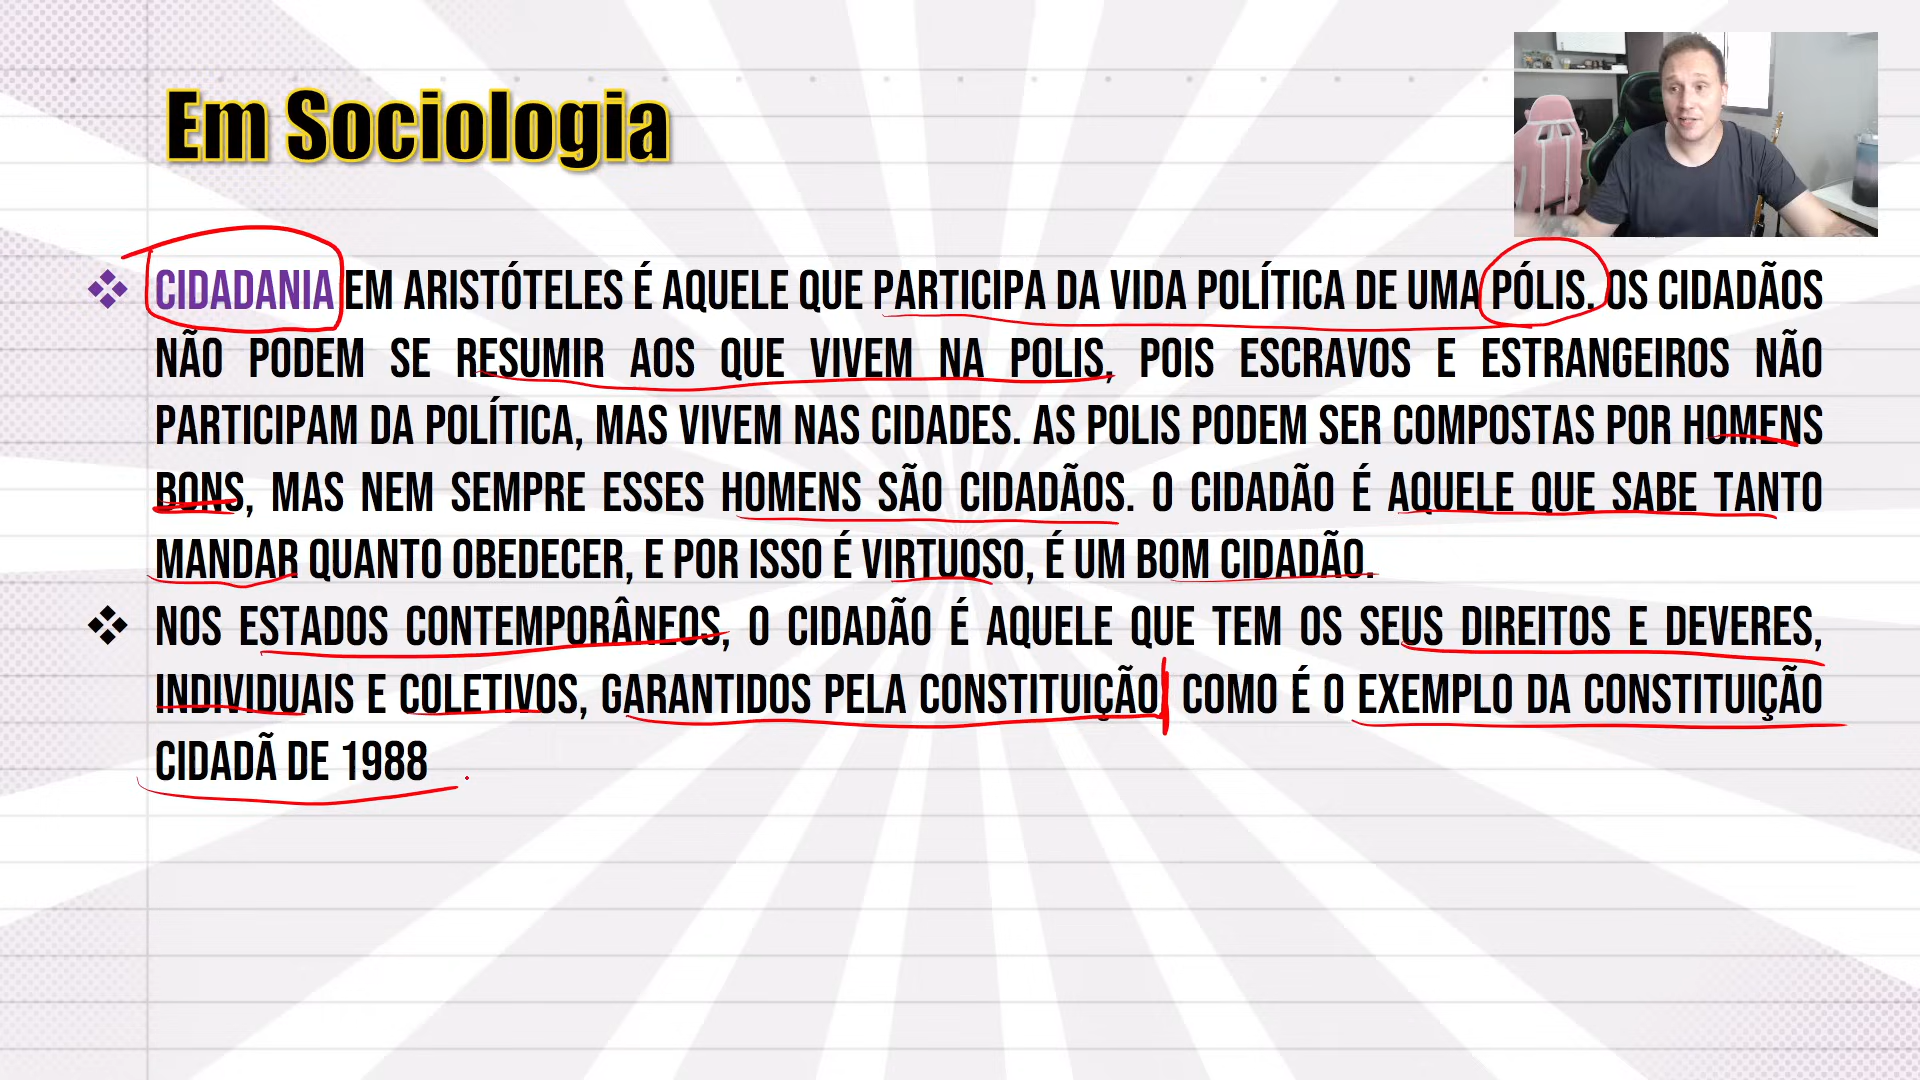 Em Sociologia
CIDADANIA EM ARISTÓTELES É AQUELE QUE PARTICIPA DA VIDA POLÍTICA DE UMA PÓLIS. OS CIDADÃOS
NÃO PODEM SE RESUMIR AOS QUE VIVEM NA POLIS, POIS ESCRAVOS E ESTRANGEIROS NÃO
PARTICIPAM DA POLÍTICA, MAS VIVEM NAS CIDADES. AS POLIS PODEM SER COMPOSTAS POR HOMENS
BONS, MAS NEM SEMPRE ESSES HOMENS SÃO CIDADÃOS. O CIDADÃO É AQUELE QUE SABE TANTO
MANDAR QUANTO OBEDECER, E POR ISSO É VIRTUOSO, É UM BOM CIDADÃO.
NOS ESTADOS CONTEMPORÂNEOS, O CIDADÃO É AQUELE QUE TEM OS SEUS DIREITOS E DEVERES,
INDIVIDUAIS E COLETIVOS, GARANTIDOS PELA CONSTITUIÇÃO, COMO É O EXEMPLO DA CONSTITUIÇÃO
CIDADÃ DE 1988